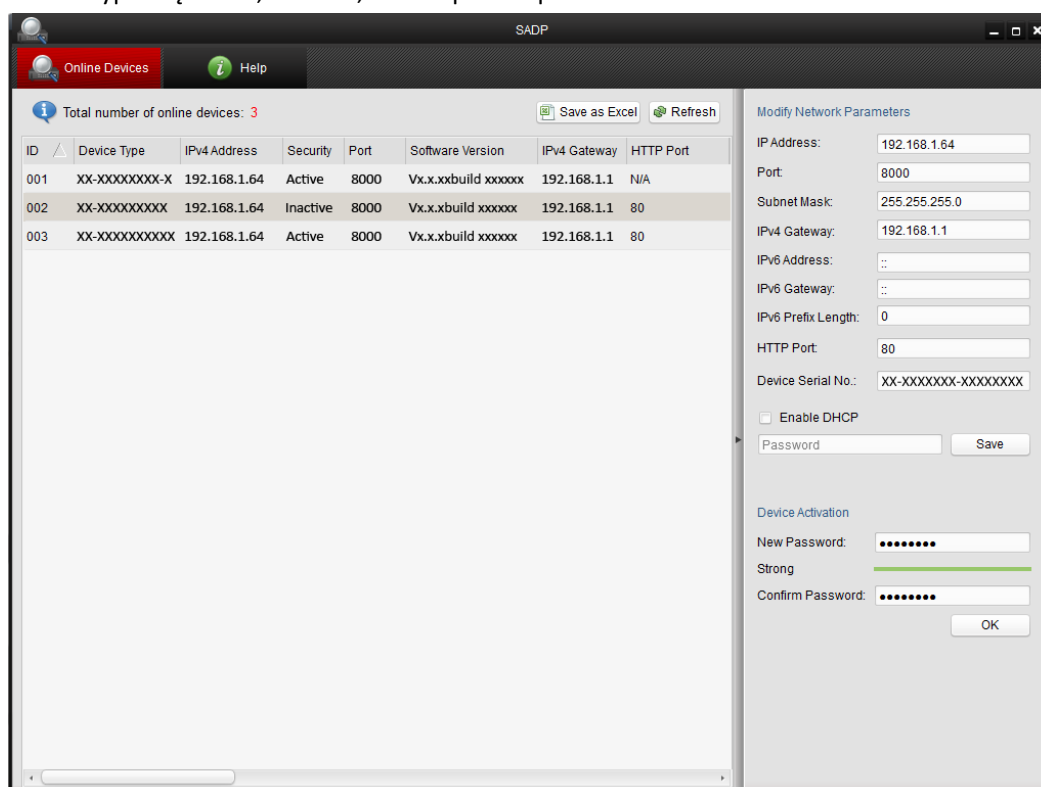 SADP
Online Devices Help
Total number of online devices: 3 Save as Excel Refresh
ID Device Type IPv4 Address Security Port Software Version IPv4 Gateway HTTP Port
001 XX-XXXXXXXX-X 192.168.1.64 Active 8000 Vx.x.xxbuild xxxxxx 192.168.1.1 N/A
002 XX-XXXXXXXXX 192.168.1.64 Inactive 8000 Vx.x.xbuild xxxxxx 192.168.1.1 80
003 XX-XXXXXXXXXX 192.168.1.64 Active 8000 Vx.x.xbuild xxxxxx 192.168.1.1 80
Modify Network Parameters
IP Address: 192.168.1.64
Port: 8000
Subnet Mask: 255.255.255.0
IPv4 Gateway: 192.168.1.1
IPv6 Address: ::
IPv6 Gateway: ::
IPv6 Prefix Length: 0
HTTP Port: 80
Device Serial No.: XX-XXXXXXX-XXXXXXXX
Enable DHCP
Password Save
Device Activation
New Password: ••••••••
Strong
Confirm Password: ••••••••
OK